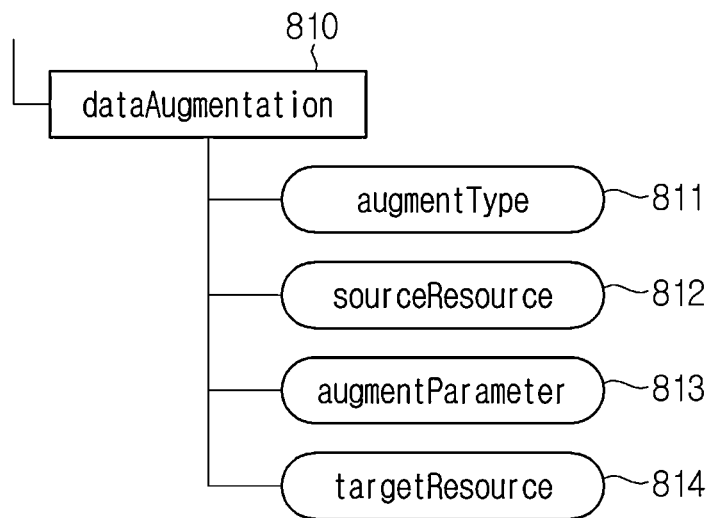 810
dataAugmentation
augmentType 811
sourceResource 812
augmentParameter 813
targetResource 814